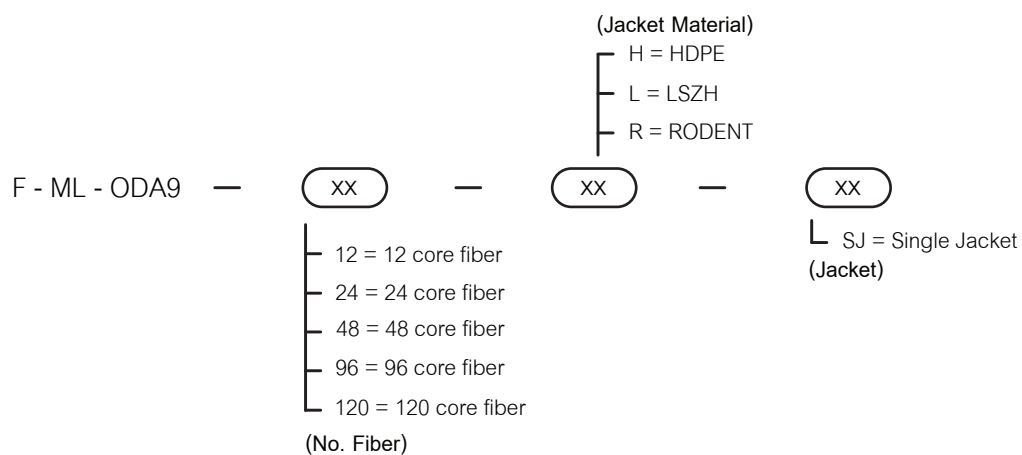 (Jacket Material)
H = HDPE
L = LSZH
R = RODENT
F - ML - ODA9 — XX — XX — XX
SJ = Single Jacket
(Jacket)
12 = 12 core fiber
24 = 24 core fiber
48 = 48 core fiber
96 = 96 core fiber
120 = 120 core fiber
(No. Fiber)